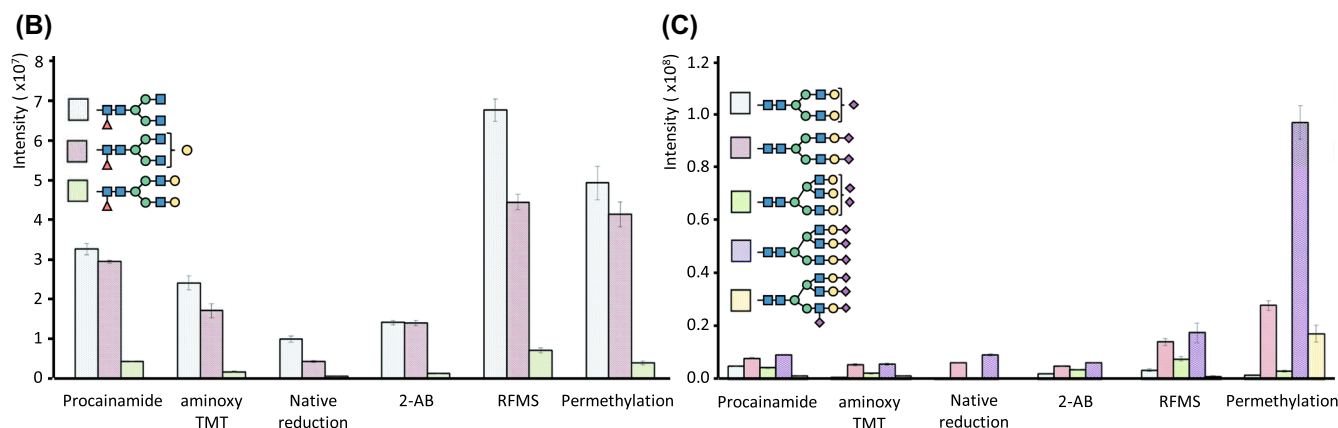 (B)
Intensity ( x10⁷)
8
7
6
5
4
3
2
1
0
Procainamide
aminoxy
TMT
Native
reduction
2-AB
RFMS
Permethylation
(C)
Intensity ( x10⁸)
1.2
1.0
0.8
0.6
0.4
0.2
0.0
Procainamide
aminoxy
TMT
Native
reduction
2-AB
RFMS
Permethylation